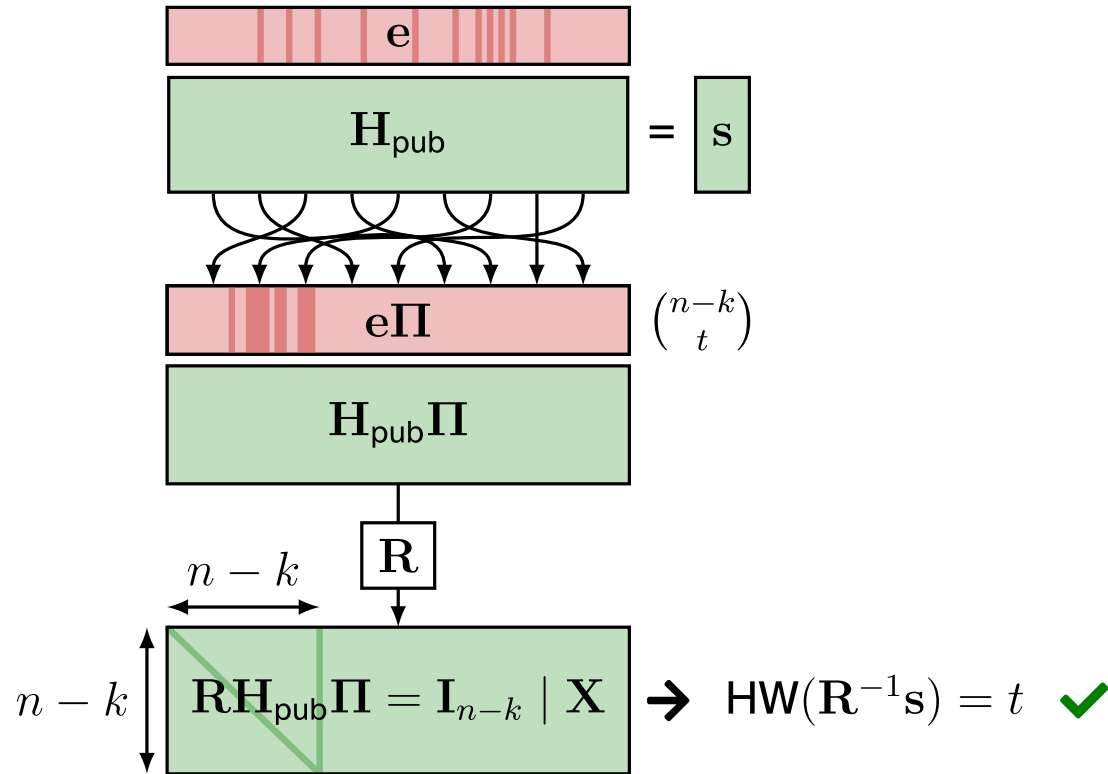 e
H_pub = s
eΠ (n−k t)
H_pubΠ
R
n − k
n − k RH_pubΠ = I_{n−k} | X → HW(R^{−1}s) = t ✓